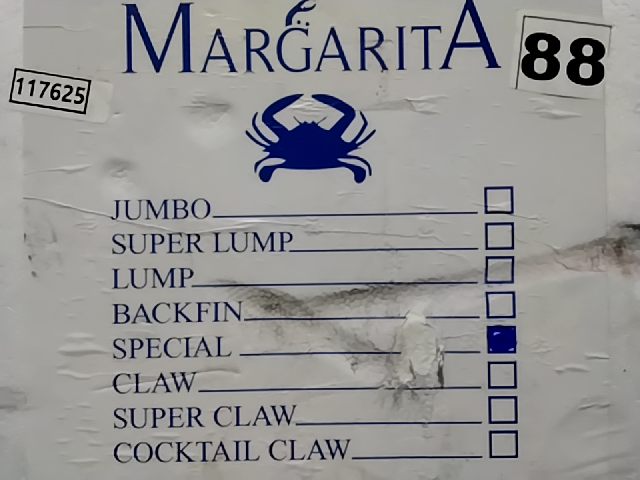 MARGARITA
88
117625
JUMBO
SUPER LUMP
LUMP
BACKFIN
SPECIAL
CLAW
SUPER CLAW
COCKTAIL CLAW